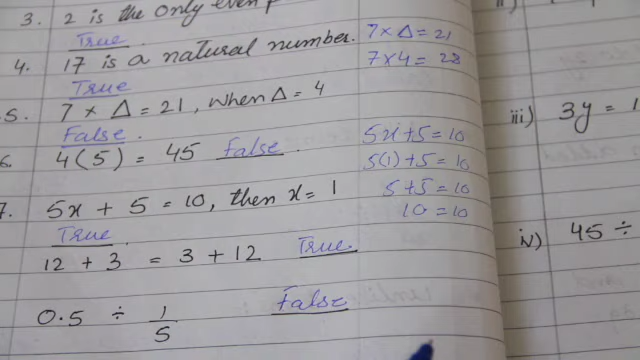 3. 2 is the only even
True
4. 17 is a natural number.
True
5. 7 × Δ = 21, when Δ = 4
False.
7 × Δ = 21
7 × 4 = 28
6. 4(5) = 45 False
7. 5x + 5 = 10, then x = 1
True
5x + 5 = 10
5(1) + 5 = 10
5 + 5 = 10
10 = 10
12 + 3 = 3 + 12 True.
0.5 ÷ 1/5 False
iii) 3y = 1
iv) 45 ÷